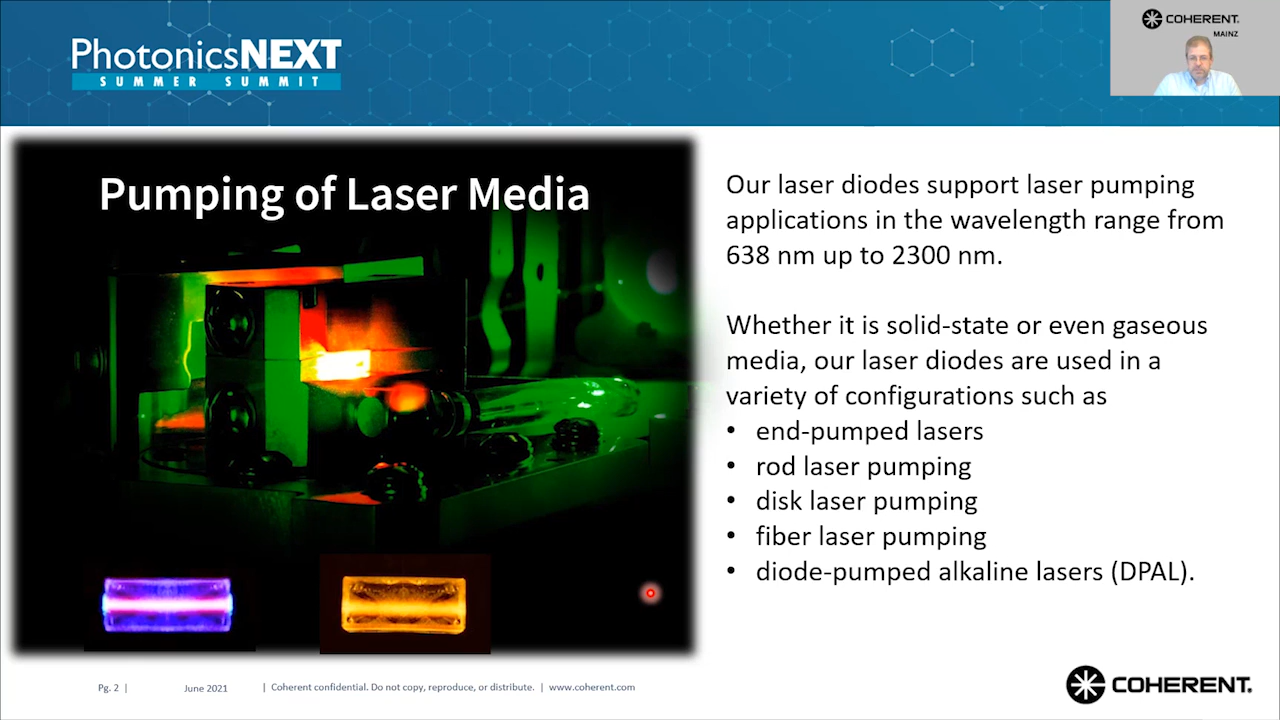 PhotonicsNEXT
SUMMER SUMMIT
COHERENT.
MAINZ
Pumping of Laser Media
Our laser diodes support laser pumping
applications in the wavelength range from
638 nm up to 2300 nm.
Whether it is solid-state or even gaseous
media, our laser diodes are used in a
variety of configurations such as
• end-pumped lasers
• rod laser pumping
• disk laser pumping
• fiber laser pumping
• diode-pumped alkaline lasers (DPAL).
Pg. 2 | June 2021 | Coherent confidential. Do not copy, reproduce, or distribute. | www.coherent.com
COHERENT.